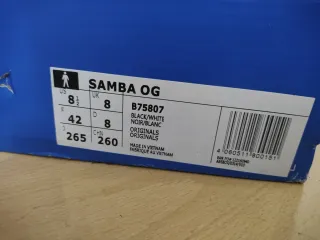 SAMBA OG
US 8½ UK 8
F 42 D 8
J 265 CHN 260
B75807
BLACK/WHITE
NOIR/BLANC
ORIGINALS
ORIGINALS
MADE IN VIETNAM
FABRIQUÉ AU VIETNAM